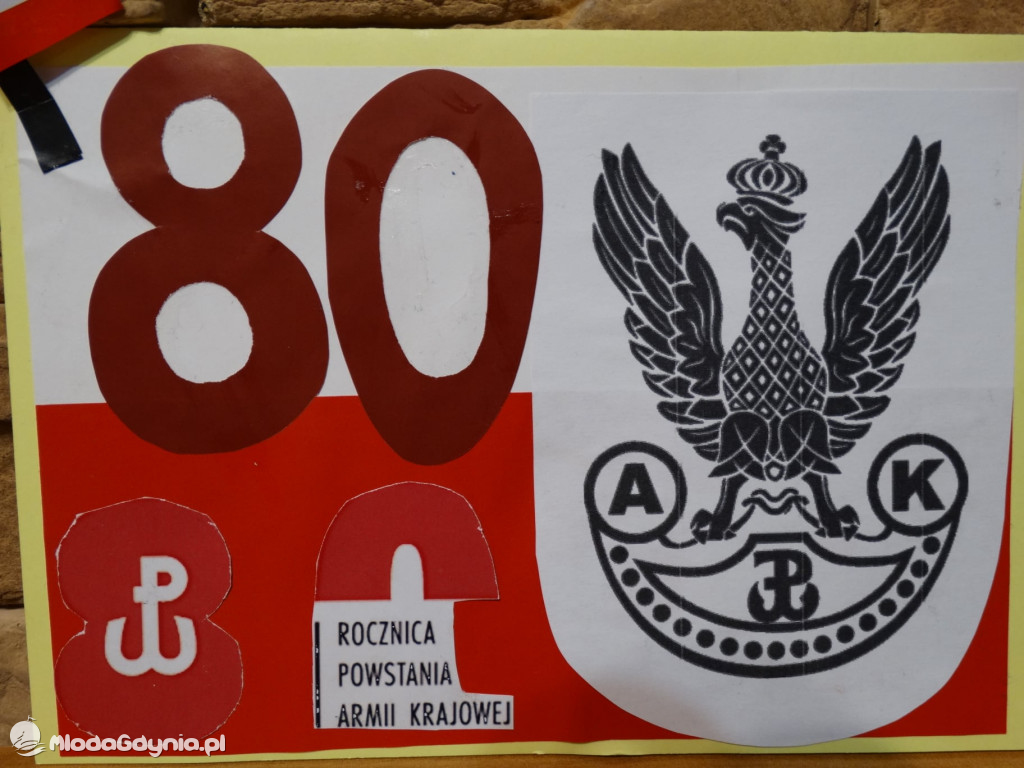 80
A K
8
ROCZNICA
POWSTANIA
ARMII KRAJOWEJ
MlodaGdynia.pl